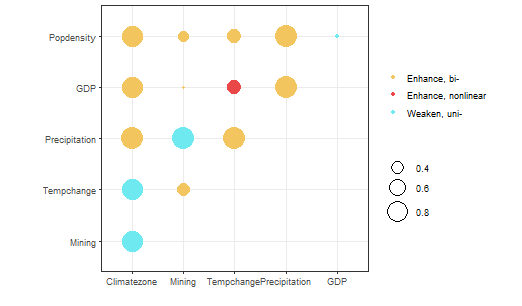 Popdensity
GDP
Precipitation
Tempchange
Mining
Climatezone Mining TempchangePrecipitation GDP
Enhance, bi-
Enhance, nonlinear
Weaken, uni-
0.4
0.6
0.8